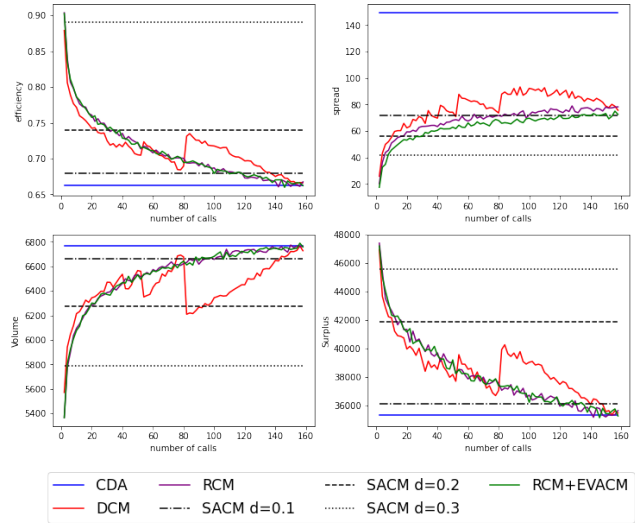 0.90
0.85
0.80
0.75
0.70
0.65
efficiency
0 20 40 60 80 100 120 140 160
number of calls
140
120
100
80
60
40
20
spread
0 20 40 60 80 100 120 140 160
number of calls
6800
6600
6400
6200
6000
5800
5600
5400
Volume
0 20 40 60 80 100 120 140 160
number of calls
48000
46000
44000
42000
40000
38000
36000
Surplus
0 20 40 60 80 100 120 140 160
number of calls
CDA RCM SACM d=0.2 RCM+EVACM
DCM SACM d=0.1 SACM d=0.3